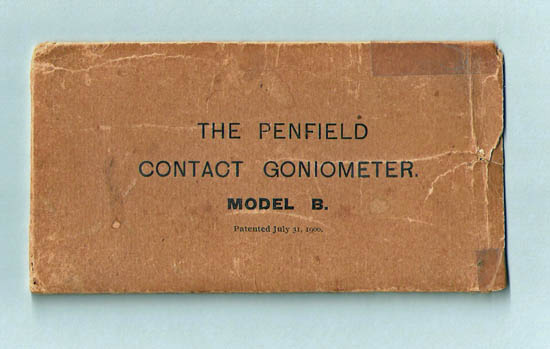 THE PENFIELD
CONTACT GONIOMETER.
MODEL B.
Patented July 31, 1900.